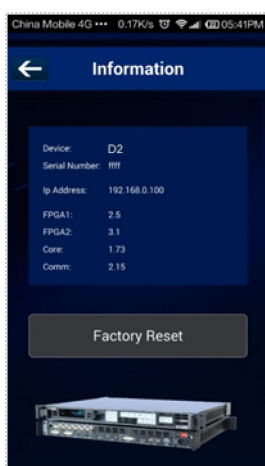 China Mobile 4G ••• 0.17K/s 05:41PM
Information
Device: D2
Serial Number: ffff
Ip Address: 192.168.0.100
FPGA1: 2.5
FPGA2: 3.1
Core: 1.73
Comm: 2.15
Factory Reset